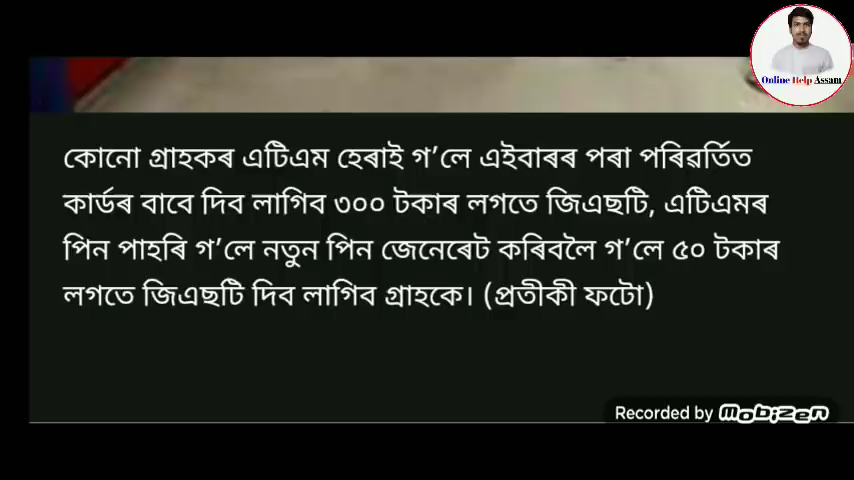 Online Help Assam
কোনো গ্ৰাহকৰ এটিএম হেৰাই গ’লে এইবাৰৰ পৰা পৰিৱৰ্তিত
কাৰ্ডৰ বাবে দিব লাগিব ৩০০ টকাৰ লগতে জিএছটি, এটিএমৰ
পিন পাহৰি গ’লে নতুন পিন জেনেৰেট কৰিবলৈ গ’লে ৫০ টকাৰ
লগতে জিএছটি দিব লাগিব গ্ৰাহকে। (প্ৰতীকী ফটো)
Recorded by mobizen